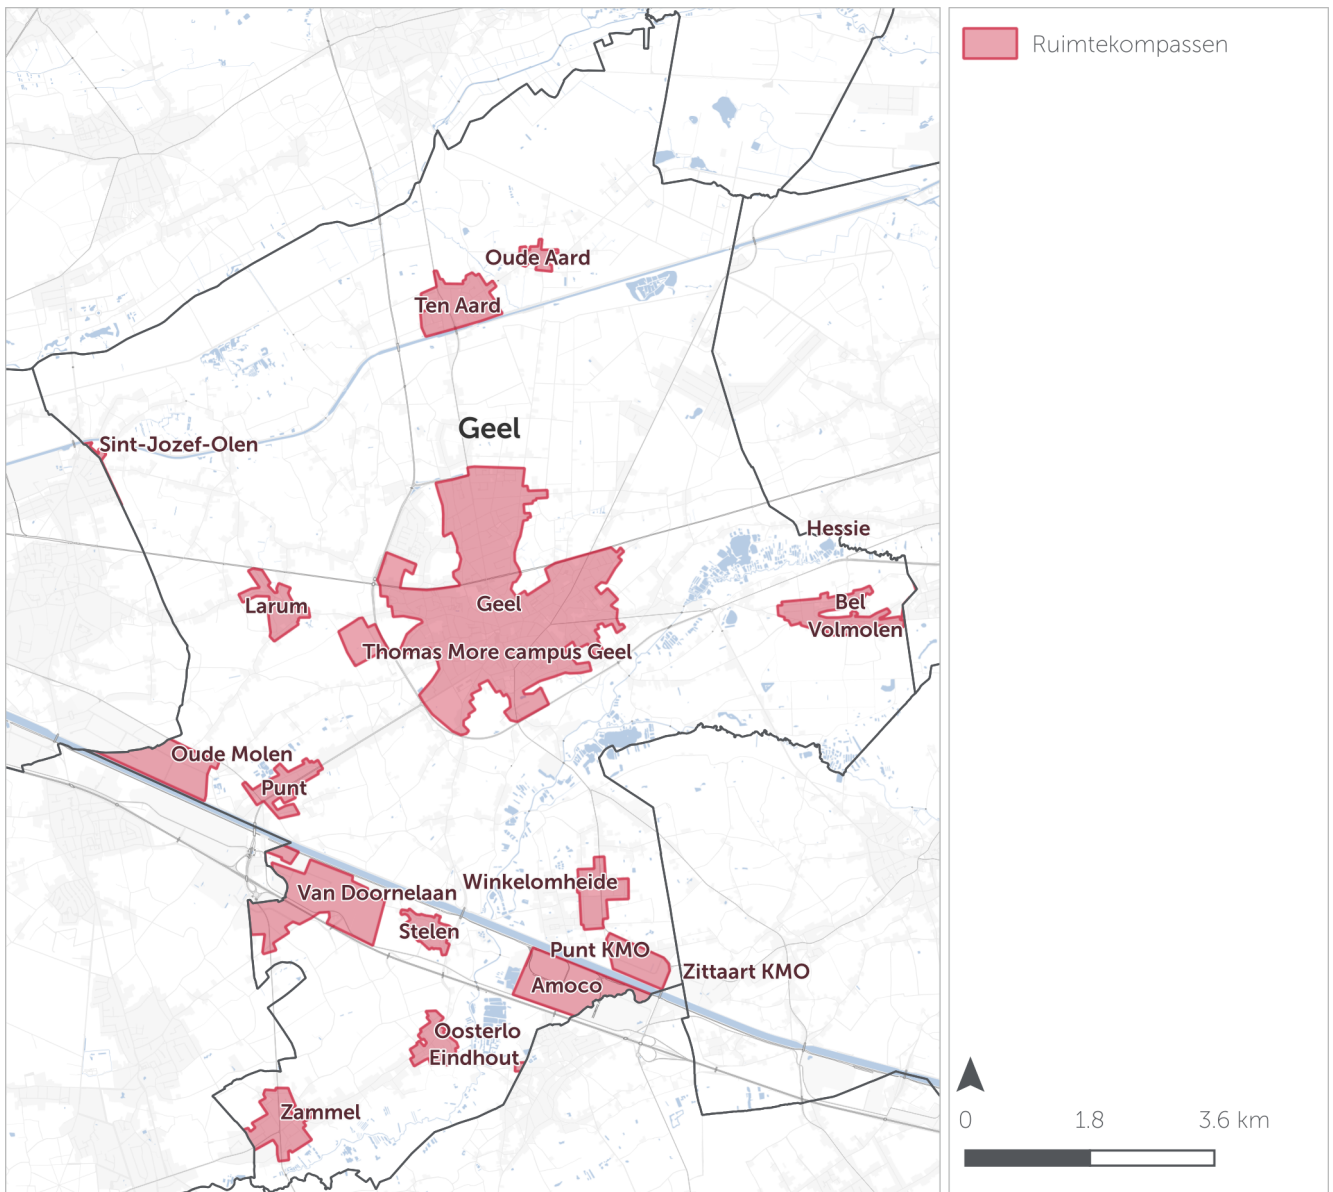 Ruimtekompassen
Oude Aard
Ten Aard
Geel
Sint-Jozef-Olen
Hessie
Larum
Geel
Bel
Volmolen
Thomas More campus Geel
Oude Molen
Punt
Winkelomheide
Van Doornelaan
Stelen
Punt KMO
Zittaart KMO
Amoco
Oosterlo
Eindhout
Zammel
0 1.8 3.6 km